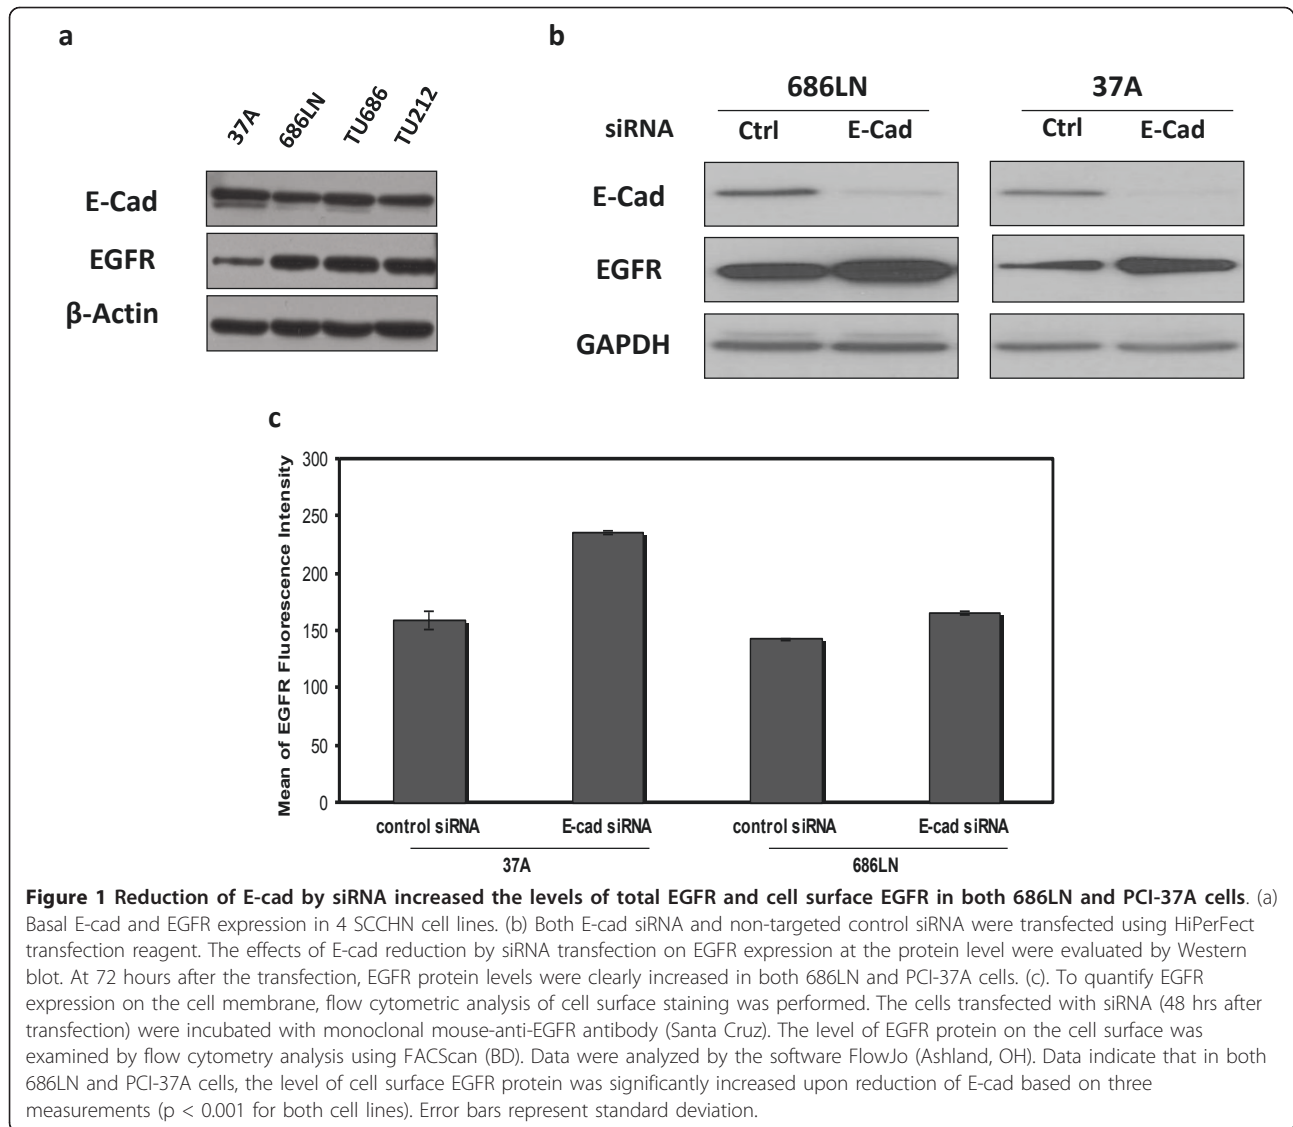 a
37A 686LN TU686 TU212
E-Cad
EGFR
β-Actin
b
686LN 37A
siRNA Ctrl E-Cad Ctrl E-Cad
E-Cad
EGFR
GAPDH
c
Mean of EGFR Fluorescence Intensity
300
250
200
150
100
50
0
control siRNA E-cad siRNA control siRNA E-cad siRNA
37A 686LN
Figure 1 Reduction of E-cad by siRNA increased the levels of total EGFR and cell surface EGFR in both 686LN and PCI-37A cells. (a)
Basal E-cad and EGFR expression in 4 SCCHN cell lines. (b) Both E-cad siRNA and non-targeted control siRNA were transfected using HiPerFect
transfection reagent. The effects of E-cad reduction by siRNA transfection on EGFR expression at the protein level were evaluated by Western
blot. At 72 hours after the transfection, EGFR protein levels were clearly increased in both 686LN and PCI-37A cells. (c). To quantify EGFR
expression on the cell membrane, flow cytometric analysis of cell surface staining was performed. The cells transfected with siRNA (48 hrs after
transfection) were incubated with monoclonal mouse-anti-EGFR antibody (Santa Cruz). The level of EGFR protein on the cell surface was
examined by flow cytometry analysis using FACScan (BD). Data were analyzed by the software FlowJo (Ashland, OH). Data indicate that in both
686LN and PCI-37A cells, the level of cell surface EGFR protein was significantly increased upon reduction of E-cad based on three
measurements (p < 0.001 for both cell lines). Error bars represent standard deviation.